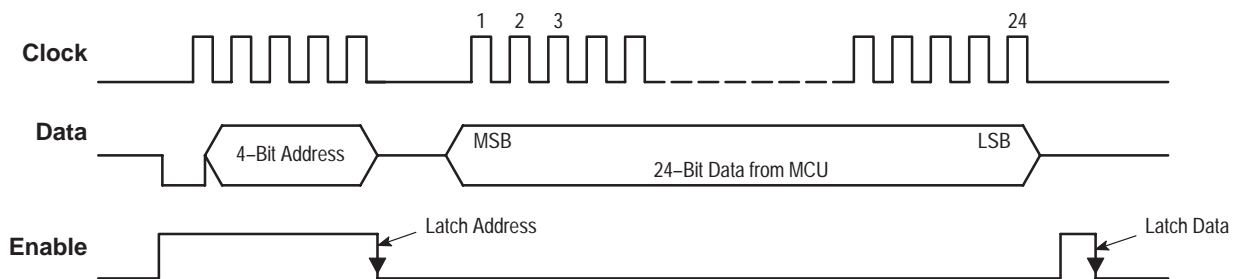 1 2 3 24
Clock
Data
4–Bit Address
MSB
LSB
24–Bit Data from MCU
Enable
Latch Address
Latch Data